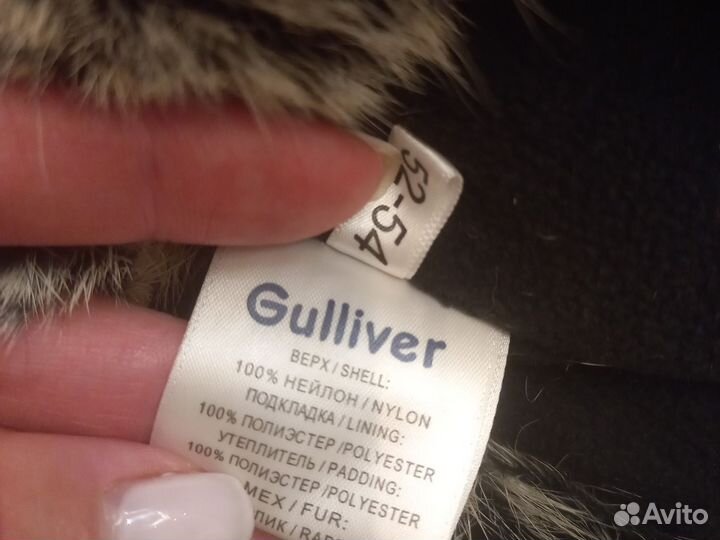 52-54
Gulliver
ВЕРХ / SHELL:
100% НЕЙЛОН / NYLON
ПОДКЛАДКА / LINING:
100% ПОЛИЭСТЕР /POLYESTER
УТЕПЛИТЕЛЬ / PADDING:
100% ПОЛИЭСТЕР /POLYESTER
МЕХ / FUR:
Avito